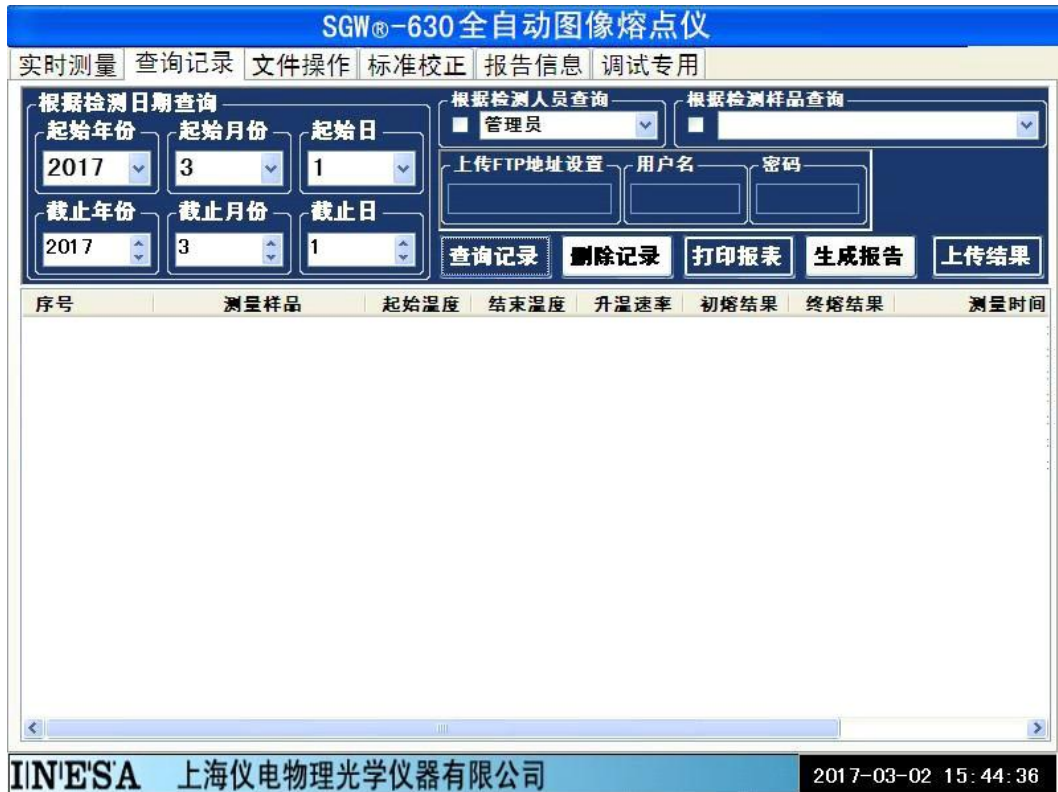 SGW®-630全自动图像熔点仪
实时测量 查询记录 文件操作 标准校正 报告信息 调试专用
根据检测日期查询 根据检测人员查询 根据检测样品查询
管理员
起始年份 起始月份 起始日
2017 3 1
上传FTP地址设置 用户名 密码
截止年份 截止月份 截止日
2017 3 1
查询记录 删除记录 打印报表 生成报告 上传结果
序号 测量样品 起始温度 结束温度 升温速率 初熔结果 终熔结果 测量时间
INESA 上海仪电物理光学仪器有限公司 2017-03-02 15:44:36